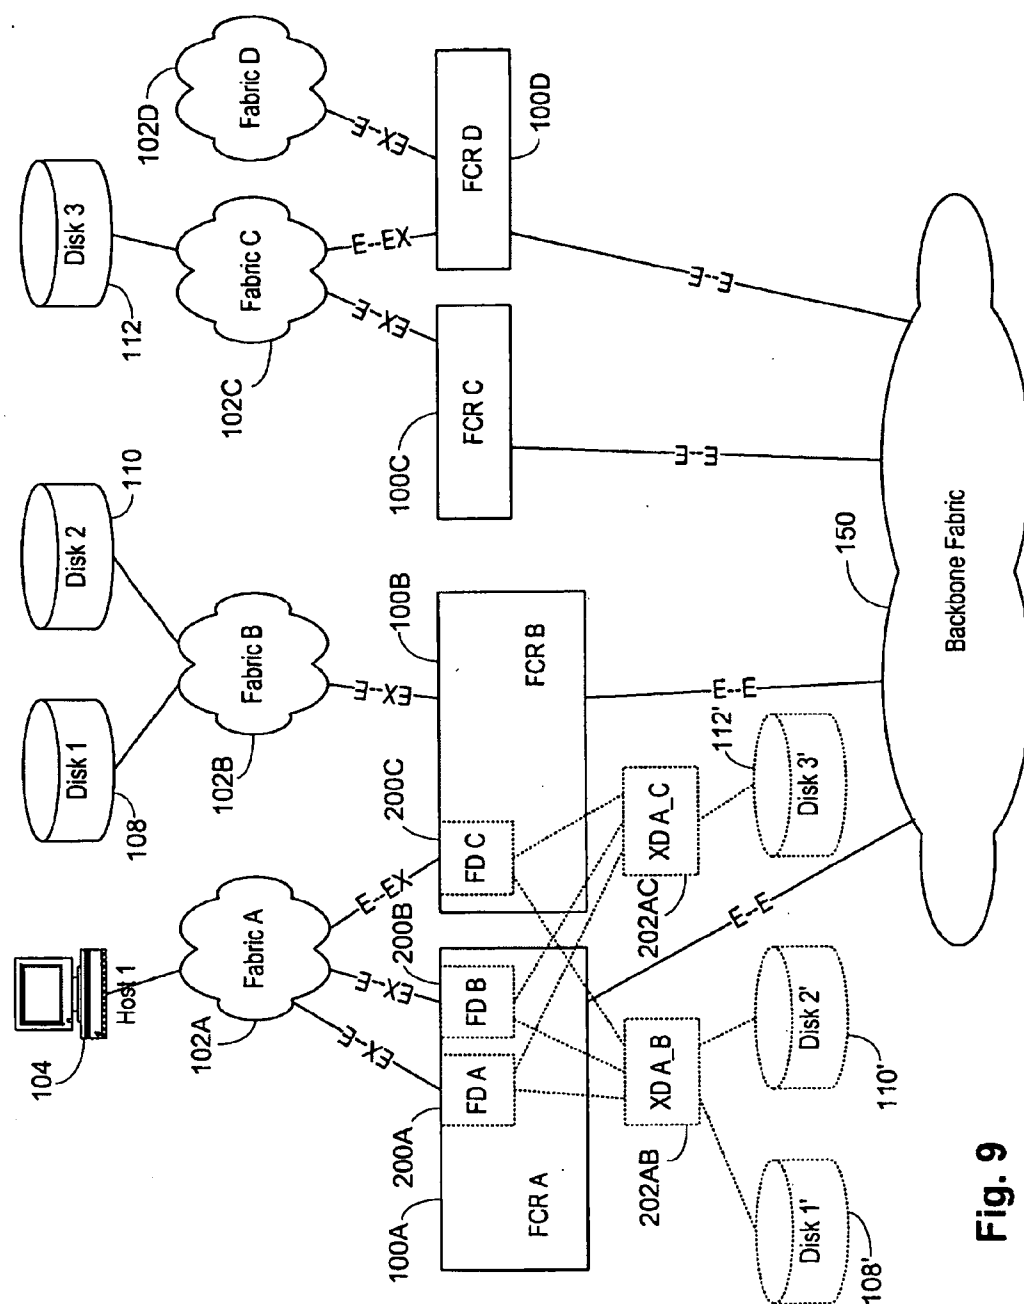 104
Host 1
102A
Fabric A
108
Disk 1
110
Disk 2
102B
Fabric B
112
Disk 3
102C
Fabric C
102D
Fabric D
E--EX
E--EX
E--EX
E--EX
E--EX
E--EX
E--EX
100A
200A
200B
200C
100B
100C
100D
FCR A
FD A
FD B
FD C
FCR B
FCR C
FCR D
202AB
XD A_B
202AC
XD A_C
E--E
E--E
E--E
E--E
108'
Disk 1'
110'
Disk 2'
112'
Disk 3'
150
Backbone Fabric
Fig. 9